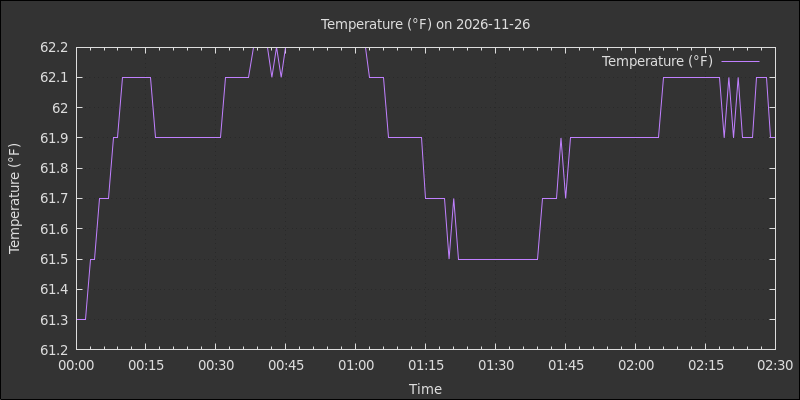 Temperature (°F) on 2026-11-26
Temperature (°F)
62.2
62.1
62
61.9
61.8
61.7
61.6
61.5
61.4
61.3
61.2
Temperature (°F)
00:00 00:15 00:30 00:45 01:00 01:15 01:30 01:45 02:00 02:15 02:30
Time